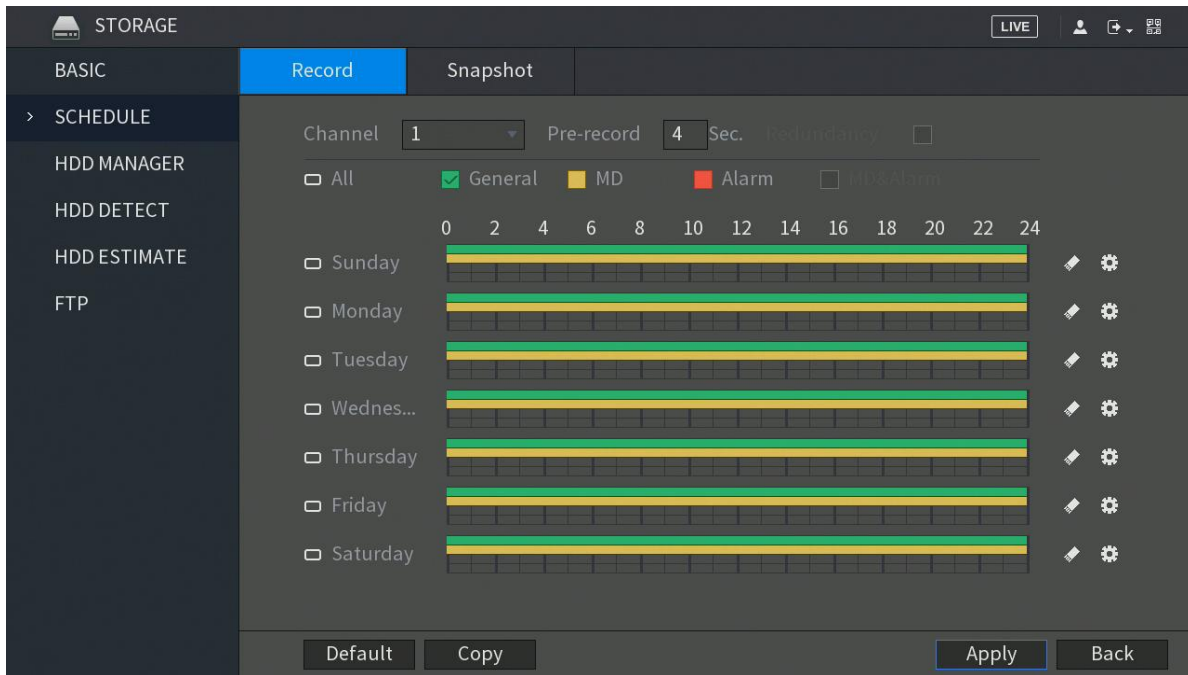 STORAGE LIVE
BASIC Record Snapshot
SCHEDULE
Channel 1 Pre-record 4 Sec. Redundancy
HDD MANAGER
All General MD Alarm MD&Alarm
HDD DETECT
0 2 4 6 8 10 12 14 16 18 20 22 24
HDD ESTIMATE
Sunday
FTP
Monday
Tuesday
Wednes...
Thursday
Friday
Saturday
Default Copy Apply Back